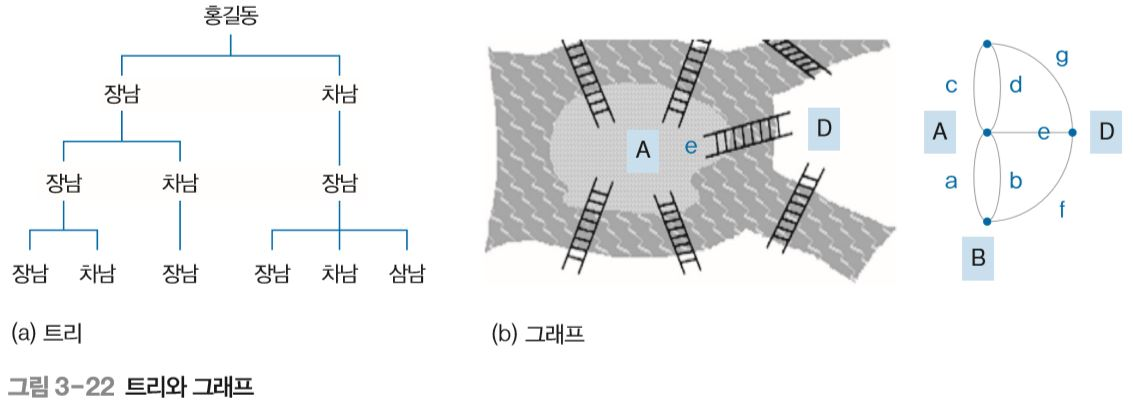 홍길동
장남 차남
장남 차남 장남
장남 차남 장남 장남 차남 삼남
(a) 트리
A e D
c d g
A e D
a b f
B
(b) 그래프
그림 3-22 트리와 그래프